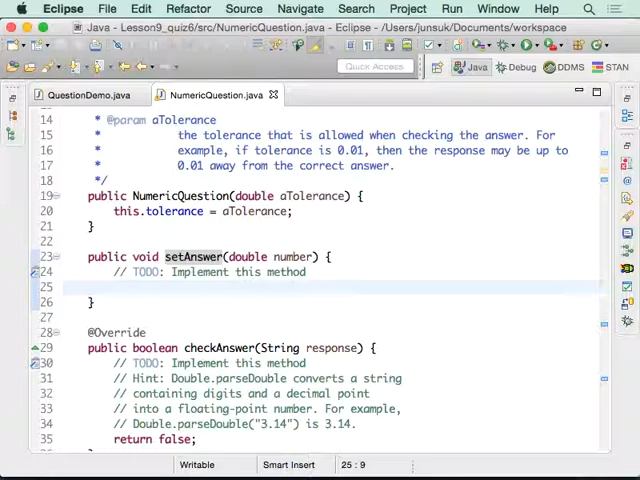 Eclipse File Edit Refactor Source Navigate Search Project Run Window Help
Java - Lesson9_quiz6/src/NumericQuestion.java - Eclipse - /Users/junsuk/Documents/workspace
Quick Access Java Debug DDMS STAN
QuestionDemo.java NumericQuestion.java
14 * @param aTolerance
15 * the tolerance that is allowed when checking the answer. For
16 * example, if tolerance is 0.01, then the response may be up to
17 * 0.01 away from the correct answer.
18 */
19 public NumericQuestion(double aTolerance) {
20 this.tolerance = aTolerance;
21 }
22
23 public void setAnswer(double number) {
24 // TODO: Implement this method
25
26 }
27
28 @Override
29 public boolean checkAnswer(String response) {
30 // TODO: Implement this method
31 // Hint: Double.parseDouble converts a string
32 // containing digits and a decimal point
33 // into a floating-point number. For example,
34 // Double.parseDouble("3.14") is 3.14.
35 return false;
Writable Smart Insert 25 : 9